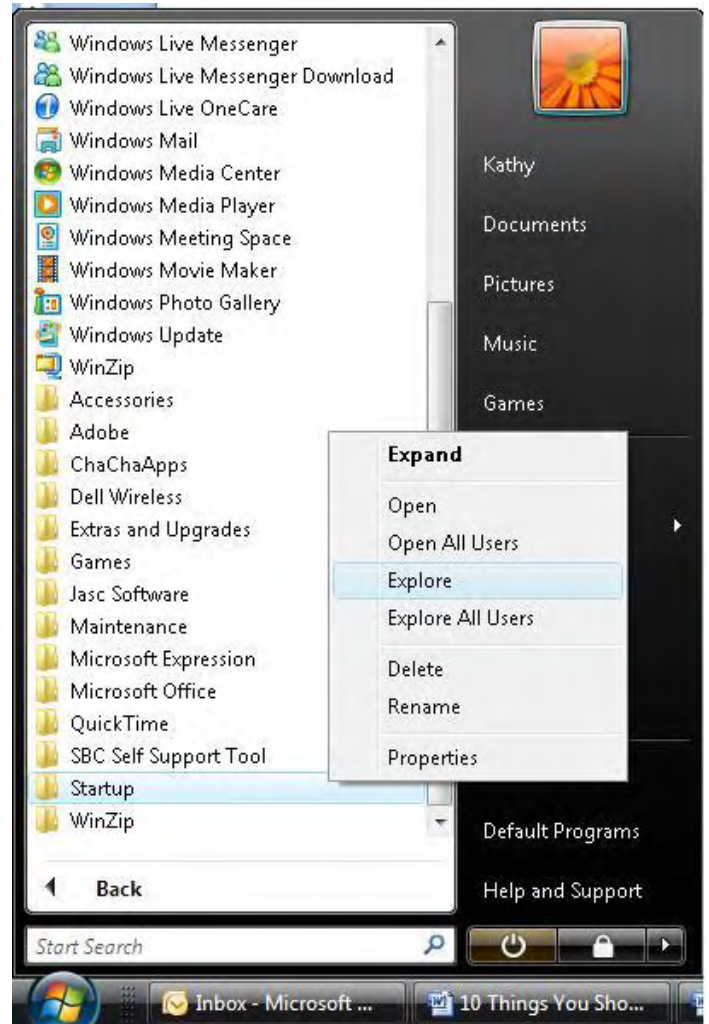 Windows Live Messenger
Windows Live Messenger Download
Windows Live OneCare
Windows Mail
Windows Media Center
Windows Media Player
Windows Meeting Space
Windows Movie Maker
Windows Photo Gallery
Windows Update
WinZip
Accessories
Adobe
ChaChaApps
Dell Wireless
Extras and Upgrades
Games
Jasc Software
Maintenance
Microsoft Expression
Microsoft Office
QuickTime
SBC Self Support Tool
Startup
WinZip
Back
Start Search
Kathy
Documents
Pictures
Music
Games
Expand
Open
Open All Users
Explore
Explore All Users
Delete
Rename
Properties
Default Programs
Help and Support
Inbox - Microsoft ...
10 Things You Sho...